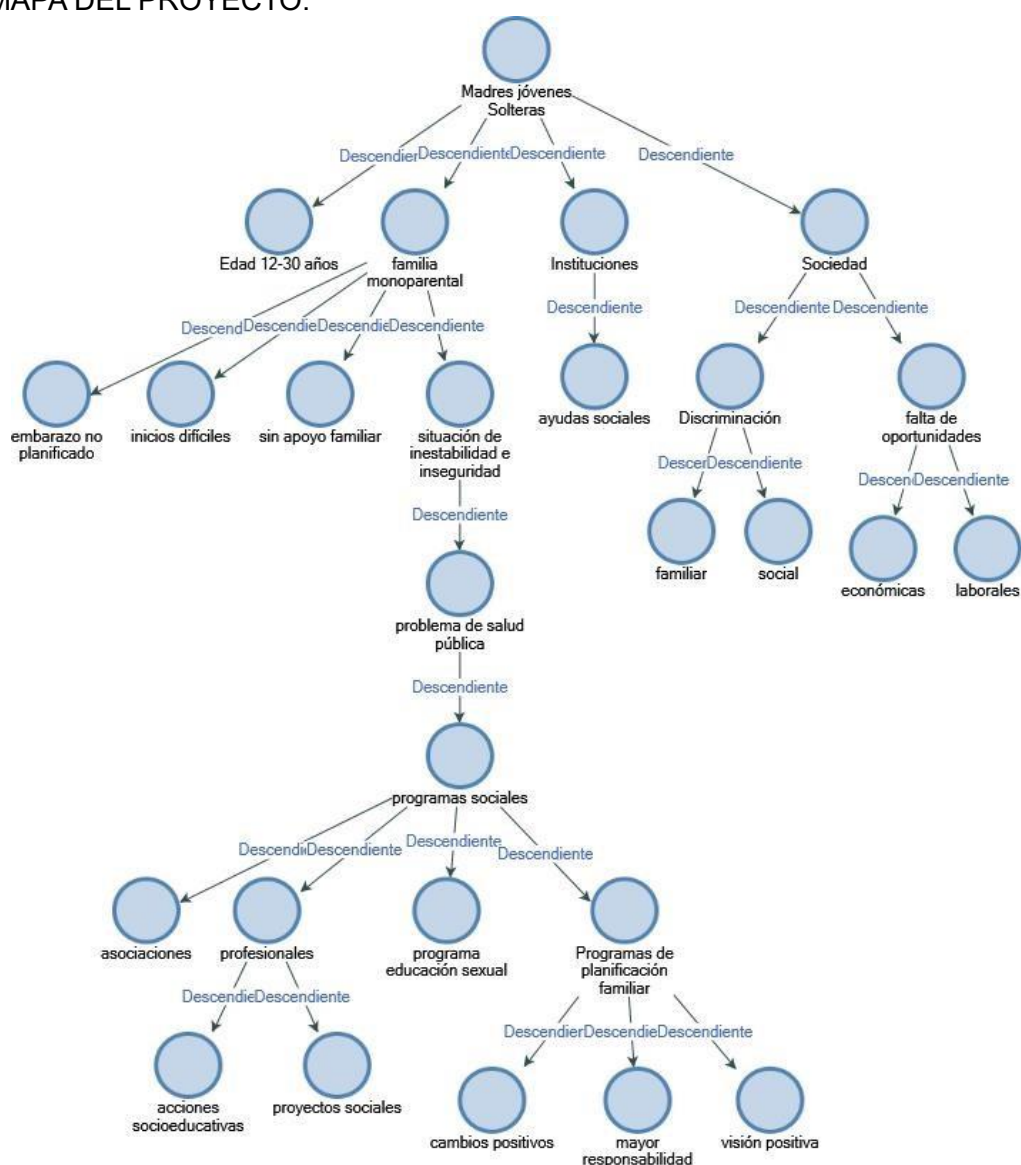 MAPA DEL PROYECTO:
Madres jóvenes
Solteras
Descendier
Descendiente
Descendiente
Descendiente
Edad 12-30 años
familia
monoparental
Instituciones
Sociedad
Descend
Descendie
Descendie
Descendiente
Descendiente
Descendiente
Descendiente
embarazo no
planificado
inicios difíciles
sin apoyo familiar
situación de
inestabilidad e
inseguridad
ayudas sociales
Discriminación
falta de
oportunidades
Descendiente
Descer
Descendiente
Descen
Descendiente
familiar
social
económicas
laborales
problema de salud
pública
Descendiente
programas sociales
Descendi
Descendiente
Descendiente
Descendiente
asociaciones
profesionales
programa
educación sexual
Programas de
planificación
familiar
Descendie
Descendiente
Descendier
Descendie
Descendiente
acciones
socioeducativas
proyectos sociales
cambios positivos
mayor
responsabilidad
visión positiva